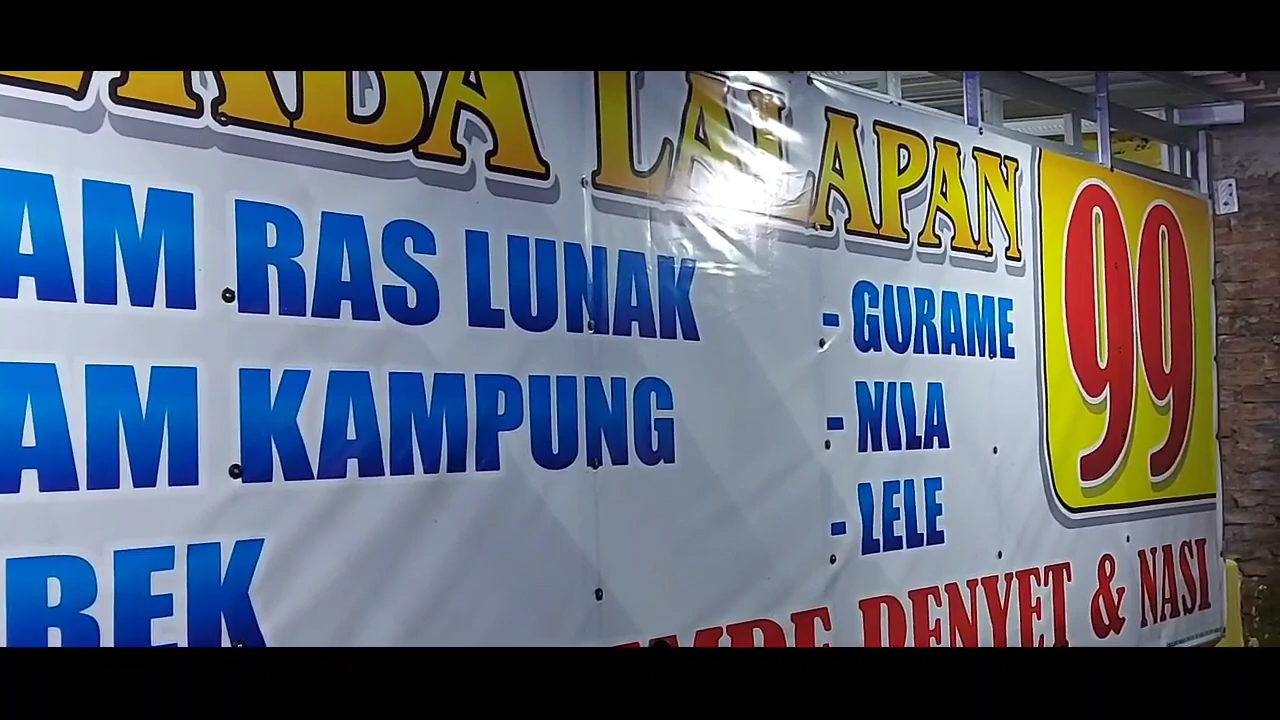 LALAPAN 99
AM RAS LUNAK
AM KAMPUNG
BEK
- GURAME
- NILA
- LELE
PENYET & NASI